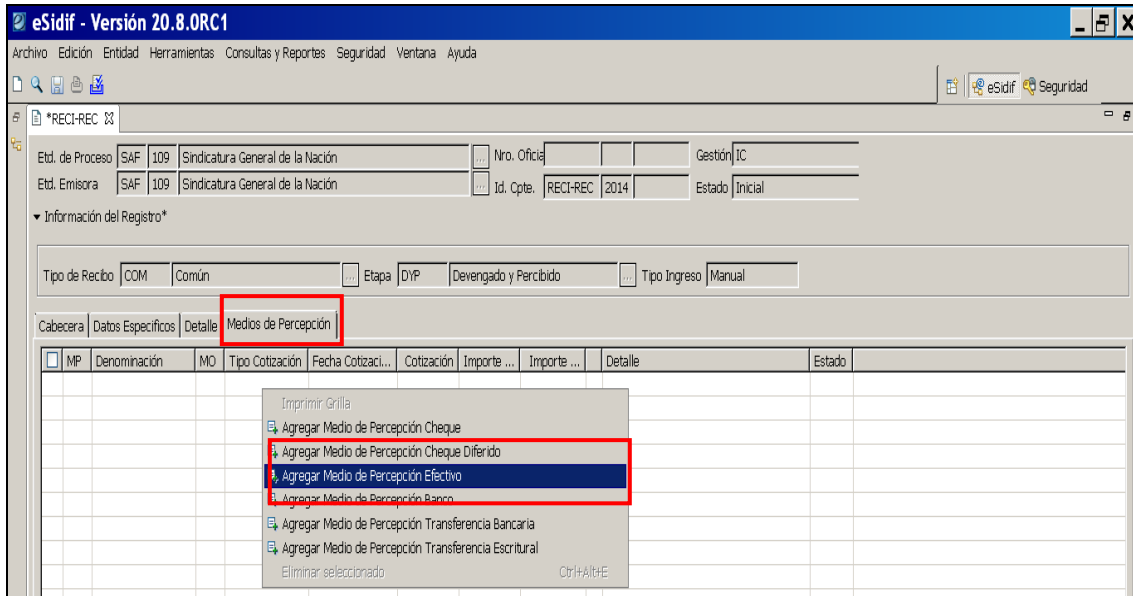 eSidif - Versión 20.8.0RC1
Archivo Edición Entidad Herramientas Consultas y Reportes Seguridad Ventana Ayuda
eSidif Seguridad
*RECI-REC
Etd. de Proceso SAF 109 Sindicatura General de la Nación ... Nro. Oficial Gestión IC
Etd. Emisora SAF 109 Sindicatura General de la Nación ... Id. Cpte. RECI-REC 2014 Estado Inicial
Información del Registro*
Tipo de Recibo COM Común ... Etapa DYP Devengado y Percibido ... Tipo Ingreso Manual
Cabecera Datos Especificos Detalle Medios de Percepción
MP Denominación MO Tipo Cotización Fecha Cotizaci... Cotización Importe ... Importe ... Detalle Estado
Imprimir Grilla
Agregar Medio de Percepción Cheque
Agregar Medio de Percepción Cheque Diferido
Agregar Medio de Percepción Efectivo
Agregar Medio de Percepción Banco
Agregar Medio de Percepción Transferencia Bancaria
Agregar Medio de Percepción Transferencia Escritural
Eliminar seleccionado Ctrl+Alt+E